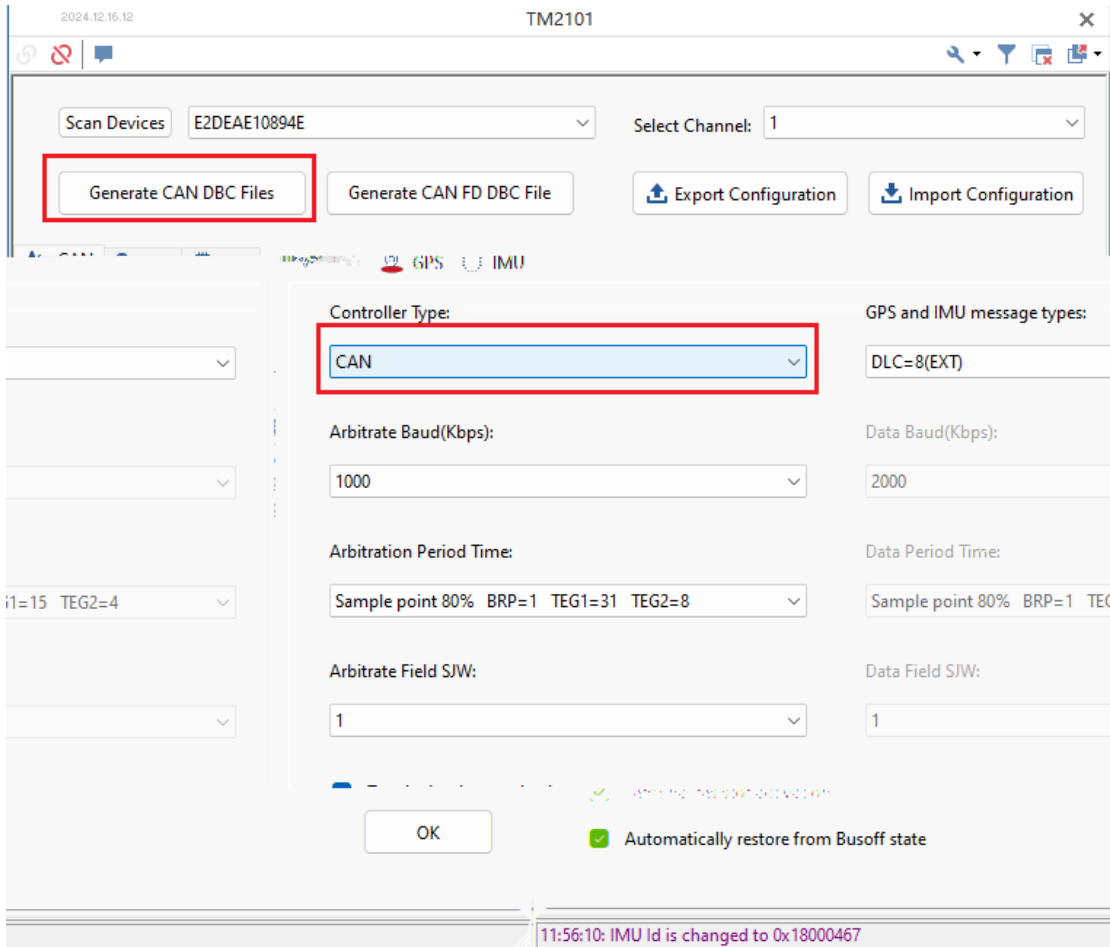 2024.12.16.12 TM2101
Scan Devices E2DEAE10894E Select Channel: 1
Generate CAN DBC Files Generate CAN FD DBC File Export Configuration Import Configuration
GPS IMU
Controller Type: GPS and IMU message types:
CAN DLC=8(EXT)
Arbitrate Baud(Kbps): Data Baud(Kbps):
1000 2000
Arbitration Period Time: Data Period Time:
TEG2=4 Sample point 80% BRP=1 TEG1=31 TEG2=8 Sample point 80% BRP=1
Arbitrate Field SJW: Data Field SJW:
1 1
OK Automatically restore from Busoff state
11:56:10: IMU Id is changed to 0x18000467